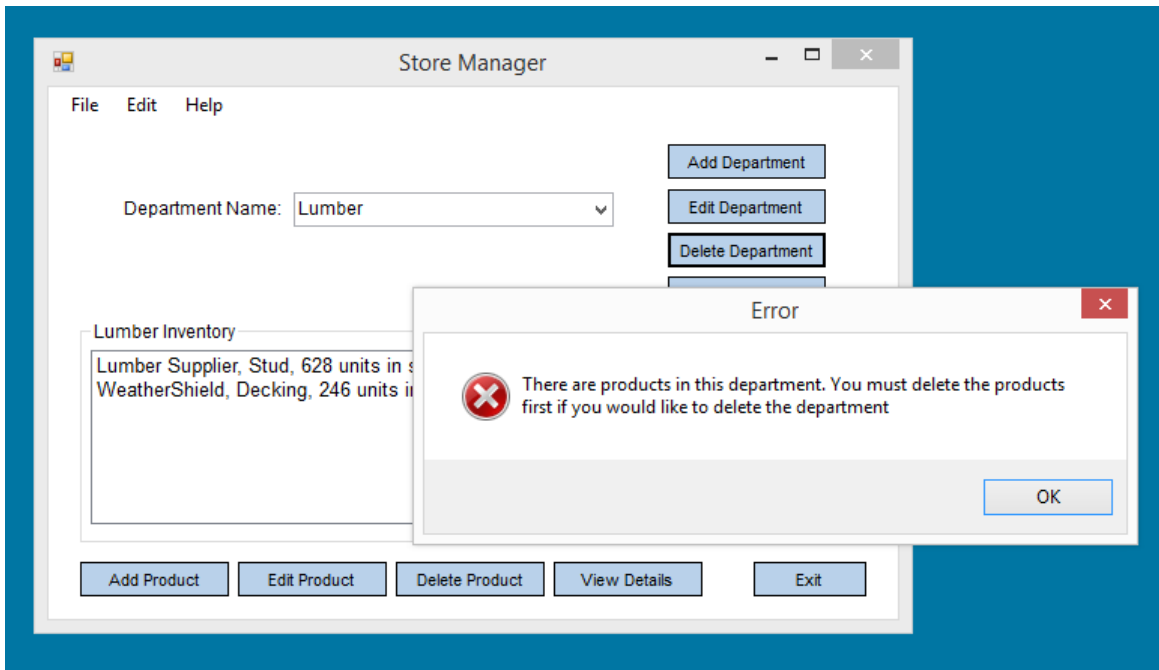 Store Manager
File Edit Help
Add Department
Department Name: Lumber
Edit Department
Delete Department
Error
Lumber Inventory
Lumber Supplier, Stud, 628 units in
WeatherShield, Decking, 246 units
There are products in this department. You must delete the products
first if you would like to delete the department
OK
Add Product Edit Product Delete Product View Details Exit